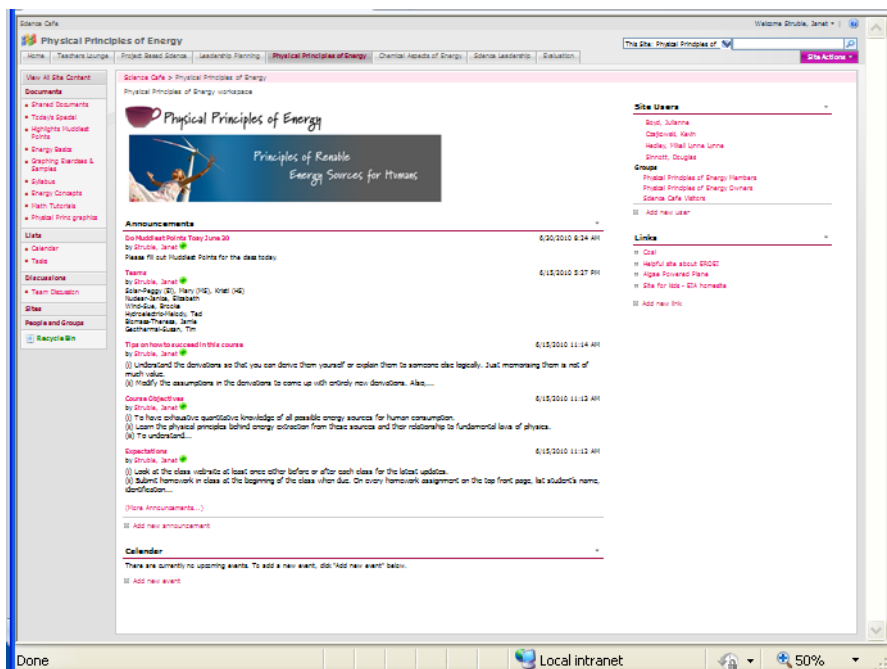 Science Cafe
Welcome Struble, Janet
Physical Principles of Energy
This Site: Physical Principles of
Home Teachers Lounge Project Based Science Leadership Planning Physical Principles of Energy Chemical Aspects of Energy Science Leadership Evaluation
Site Actions
View All Site Content
Documents
Shared Documents
Today's Special
Highlights Muddiest
Points
Energy Basics
Graphing Exercises &
Samples
Syllabus
Energy Concepts
Math Tutorials
Physical Princ graphics
Lists
Calendar
Tasks
Discussions
Team Discussion
Sites
People and Groups
Recycle Bin
Science Cafe > Physical Principles of Energy
Physical Principles of Energy workspace
Physical Principles of Energy
Principles of Renable
Energy Sources for Humans
Announcements
Do Muddiest Points Toay June 30
6/30/2010 8:34 AM
by Struble, Janet
Please fill out Muddiest Points for the class today.
Teams
6/15/2010 5:27 PM
by Struble, Janet
Solar-Peggy (El), Mary (MS), Kristi (HS)
Nuclear-Janice, Elizabeth
Wind-Sue, Brooke
Hydroelectric-Melody, Ted
Biomass-Theresa, Jamie
Geothermal-Susan, Tim
Tips on how to succeed in this course
6/15/2010 11:14 AM
by Struble, Janet
(i) Understand the derivations so that you can derive them yourself or explain them to someone else logically. Just memorising them is not of
much value.
(ii) Modify the assumptions in the derivations to come up with entirely new derivations. Also,....
Course Objectives
6/15/2010 11:13 AM
by Struble, Janet
(i) To have exhaustive quantitative knowledge of all possible energy sources for human consumption.
(ii) Learn the physical principles behind energy extraction from these sources and their relationship to fundamental laws of physics.
(iii) To understand...
Expectations
6/15/2010 11:12 AM
by Struble, Janet
(i) Look at the class website at least once either before or after each class for the latest updates.
(ii) Submit homework in class at the beginning of the class when due. On every homework assignment on the top front page, list student's name,
identification...
(More Announcements...)
Add new announcement
Calendar
There are currently no upcoming events. To add a new event, click "Add new event" below.
Add new event
Site Users
Boyd, Julianne
Czajkowski, Kevin
Hedley, Mikell Lynne Lynne
Sinnott, Douglas
Groups
Physical Principles of Energy Members
Physical Principles of Energy Owners
Science Cafe Visitors
Add new user
Links
Coal
Helpful site about
Algae Powered Plane
Site for kids - EIA homesite
Add new link
Done
Local intranet
50%